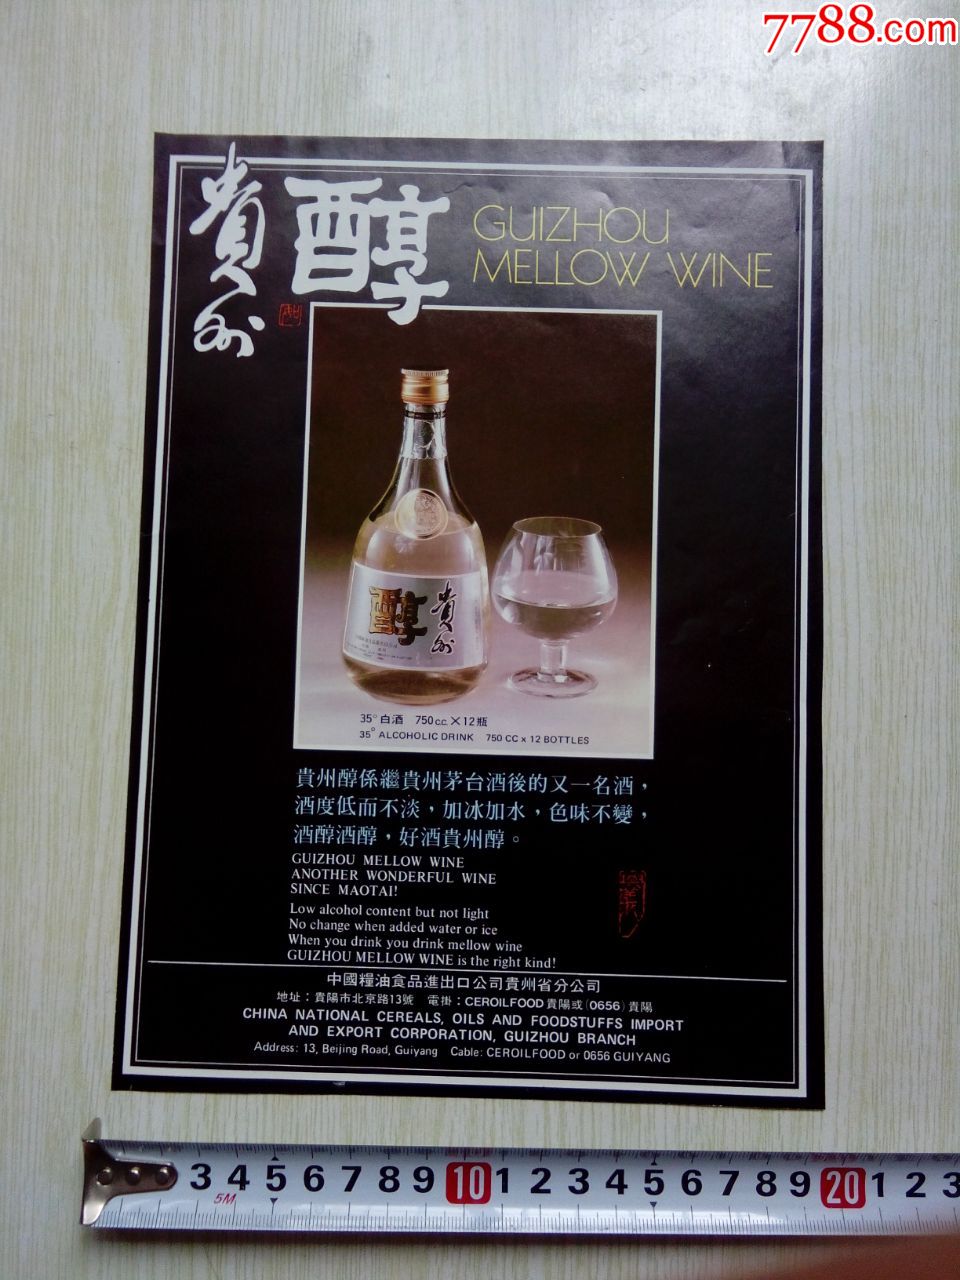 7788.com
貴州
醇
GUIZHOU
MELLOW WINE
醇
貴州
35°白酒 750c.c.×12瓶
35° ALCOHOLIC DRINK 750 CC x 12 BOTTLES
貴州醇係繼貴州茅台酒後的又一名酒，
酒度低而不淡，加冰加水，色味不變，
酒醇酒醇，好酒貴州醇。
GUIZHOU MELLOW WINE
ANOTHER WONDERFUL WINE
SINCE MAOTAI!
Low alcohol content but not light
No change when added water or ice
When you drink you drink mellow wine
GUIZHOU MELLOW WINE is the right kind!
中國糧油食品進出口公司貴州省分公司
地址：貴陽市北京路13號 電掛：CEROILFOOD貴陽或(0656)貴陽
CHINA NATIONAL CEREALS, OILS AND FOODSTUFFS IMPORT
AND EXPORT CORPORATION, GUIZHOU BRANCH
Address: 13, Beijing Road, Guiyang Cable: CEROILFOOD or 0656 GUIYANG
3 4 5 6 7 8 9 10 1 2 3 4 5 6 7 8 9 20 1 2 3
5M